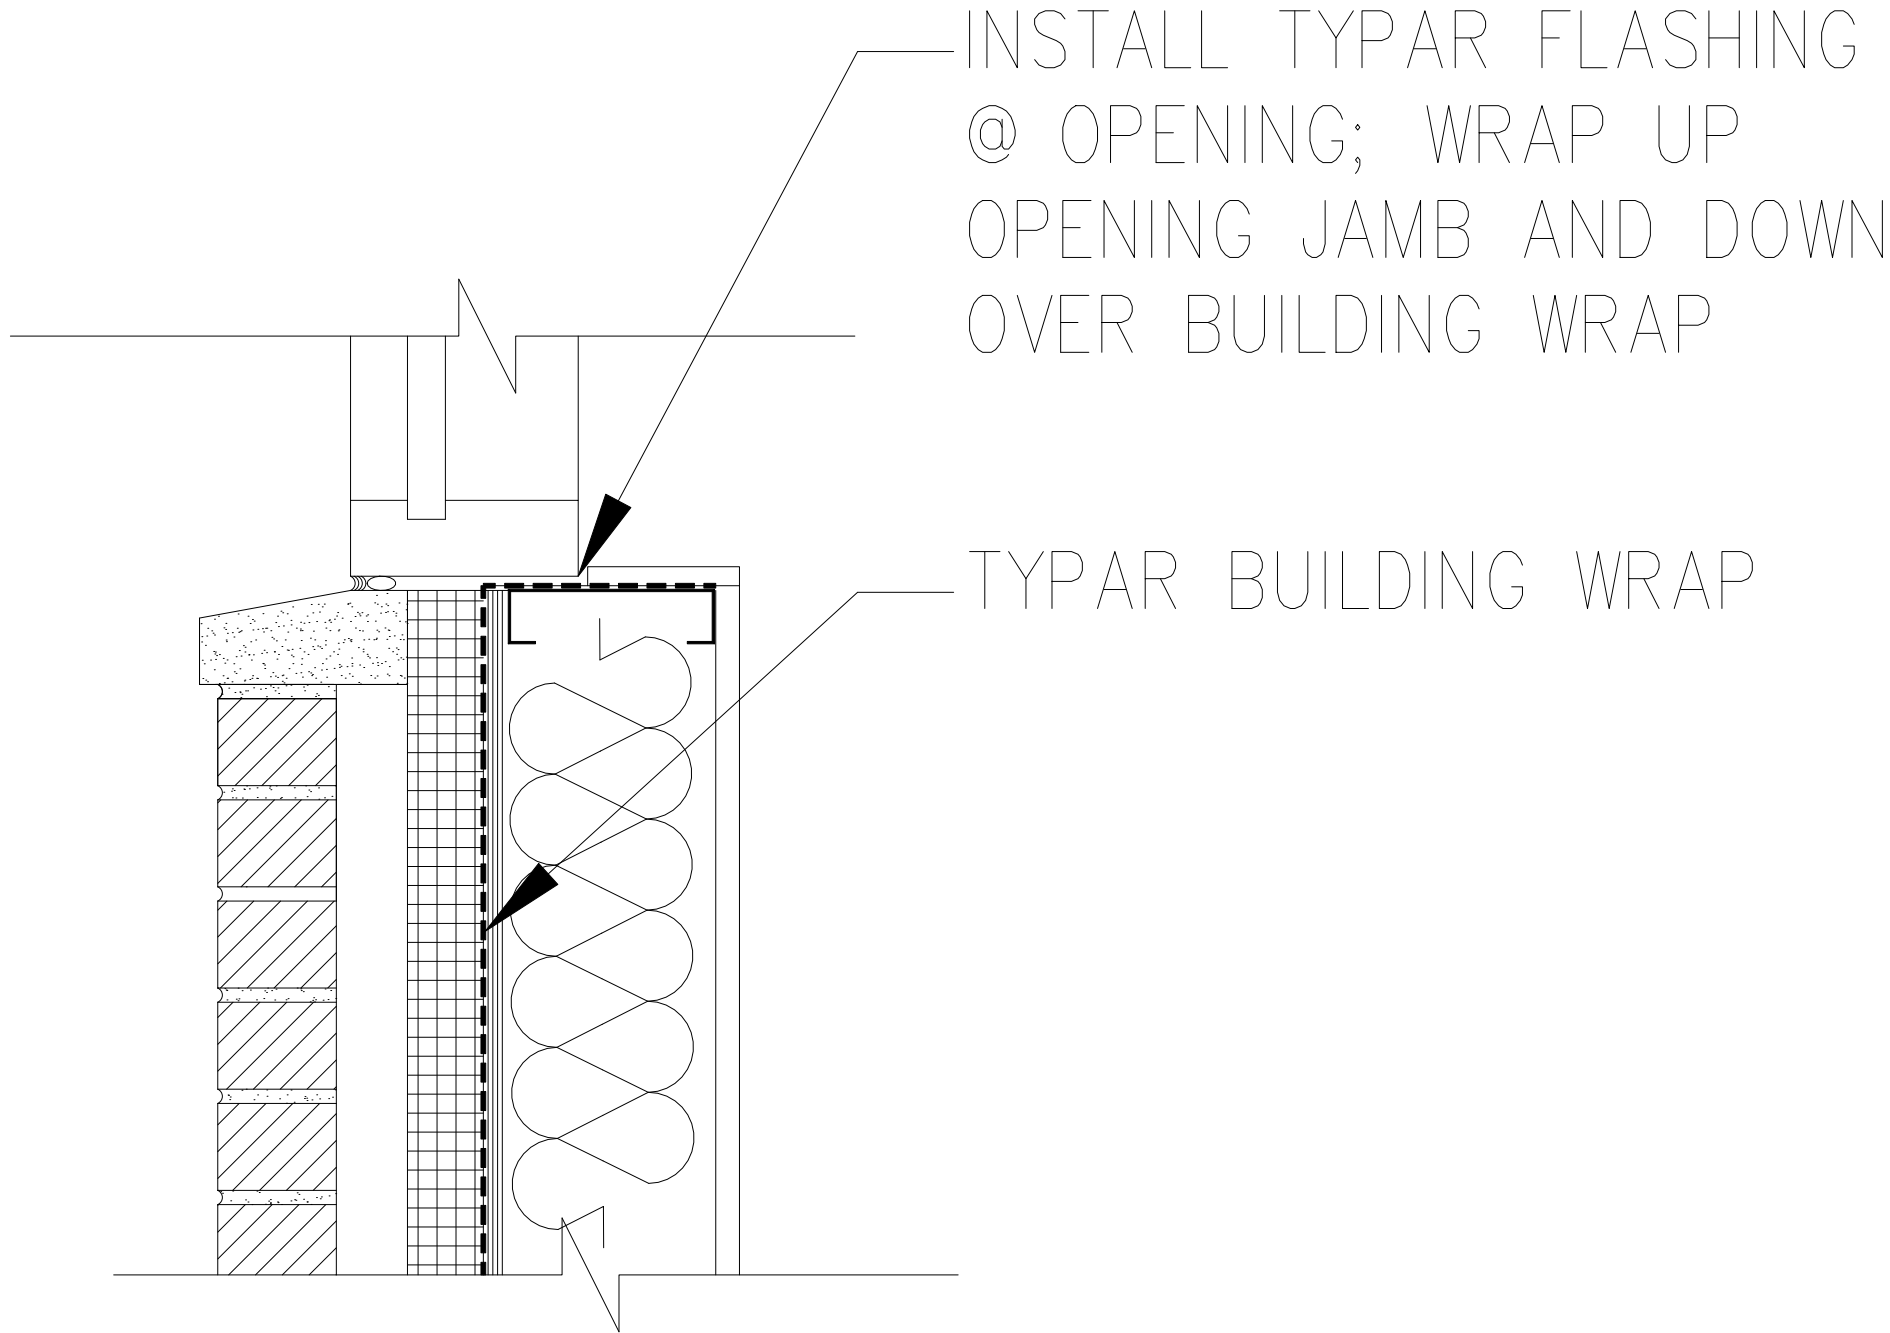 INSTALL TYPAR FLASHING
@ OPENING; WRAP UP
OPENING JAMB AND DOWN
OVER BUILDING WRAP
TYPAR BUILDING WRAP